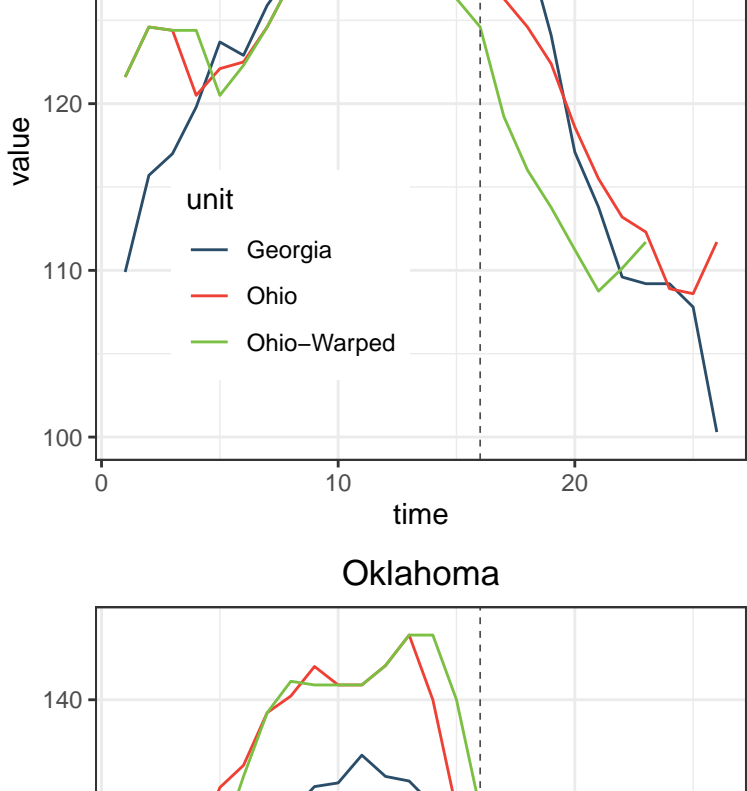 120
value
unit
Georgia
110
Ohio
Ohio−Warped
100
0 10 20
time
Oklahoma
140